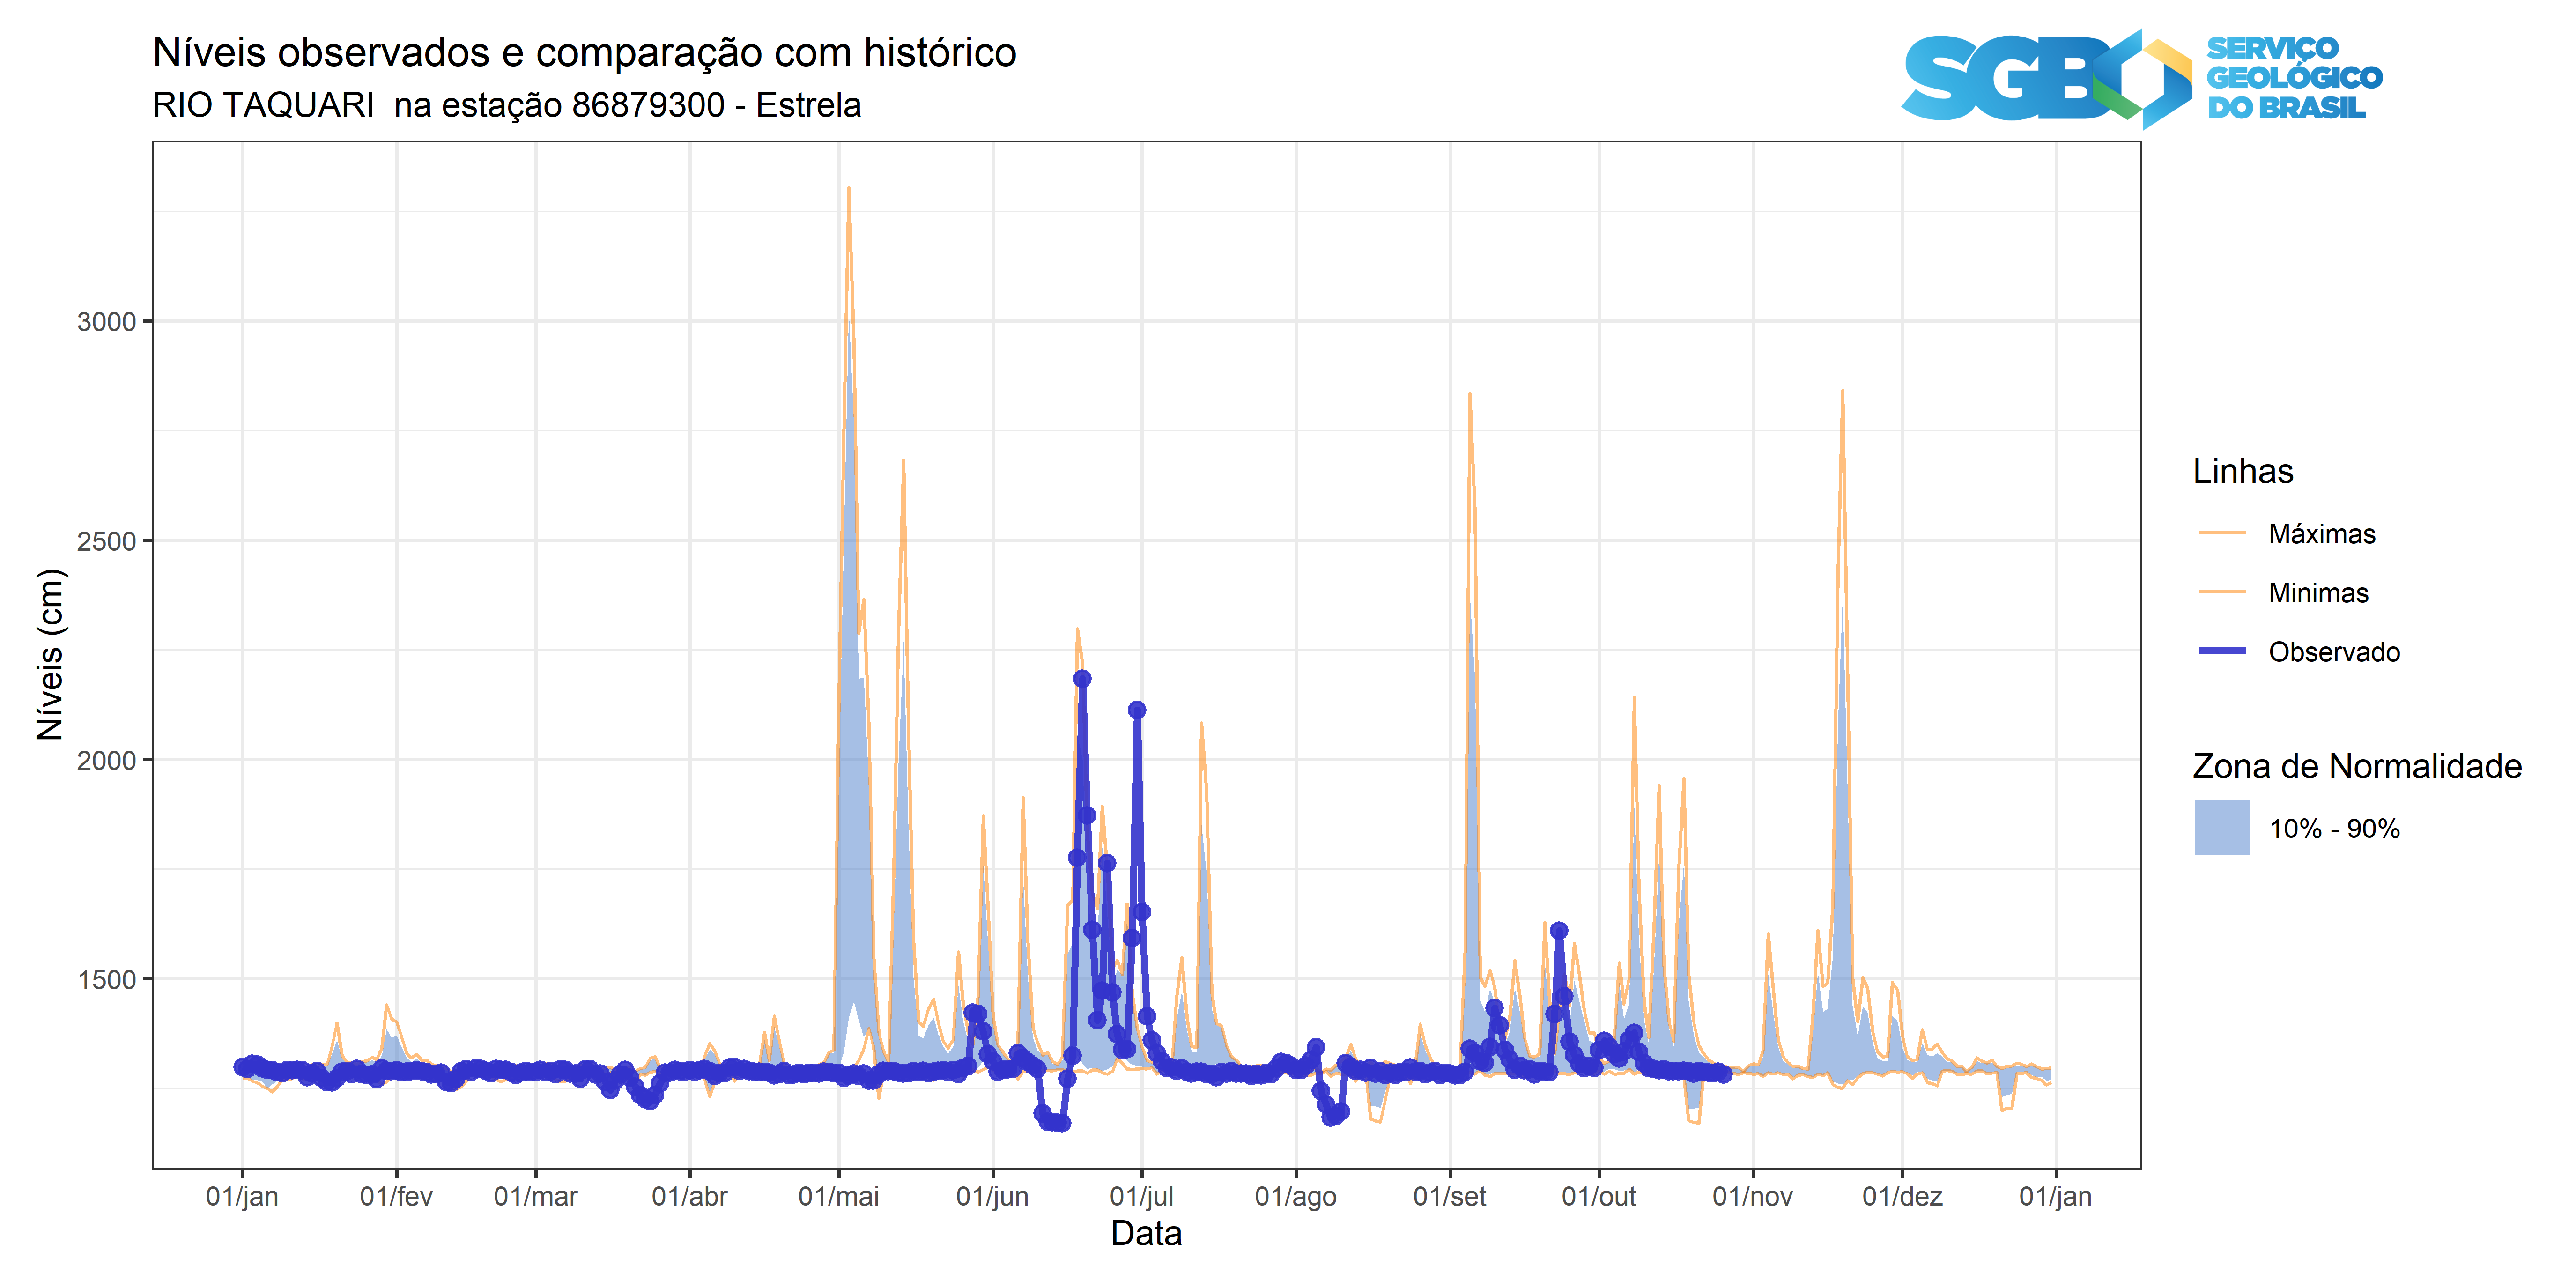 Níveis observados e comparação com histórico
RIO TAQUARI  na estação 86879300 - Estrela
SGB
SERVIÇO
GEOLÓGICO
DO BRASIL
Níveis (cm)
3000
2500
2000
1500
01/jan
01/fev
01/mar
01/abr
01/mai
01/jun
01/jul
01/ago
01/set
01/out
01/nov
01/dez
01/jan
Data
Linhas
Máximas
Minimas
Observado
Zona de Normalidade
10% - 90%